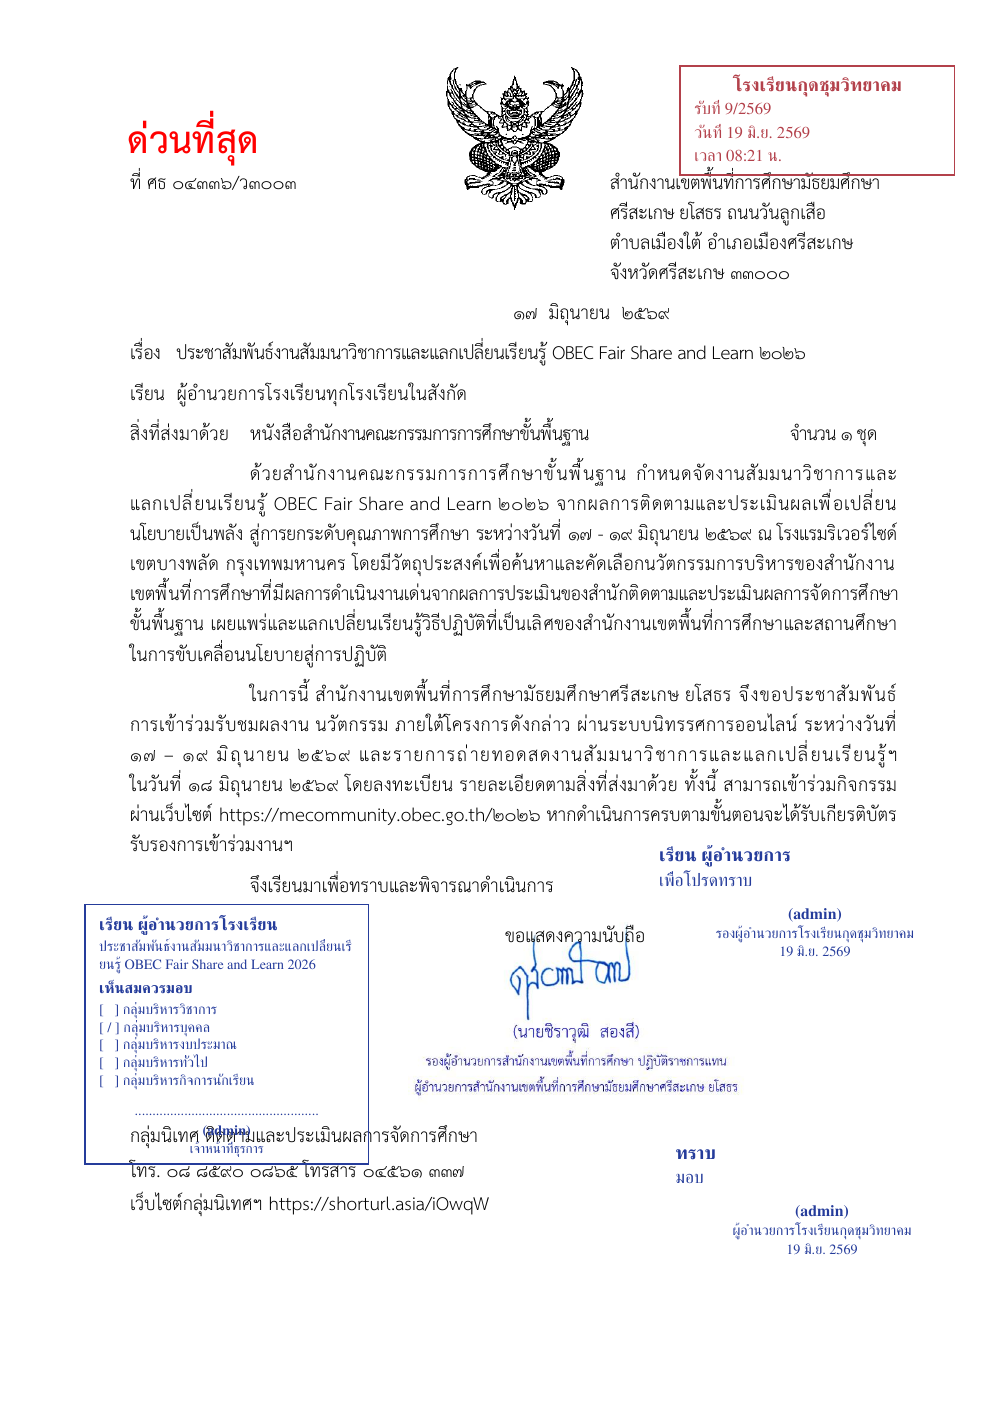 โรงเรียนกุดชุมวิทยาคม
รับที่ 9/2569
วันที่ 19 มิ.ย. 2569
เวลา 08:21 น.
ด่วนที่สุด
ที่ ศธ ๐๔๓๓๖/ว๓๐๐๓
สำนักงานเขตพื้นที่การศึกษามัธยมศึกษา
ศรีสะเกษ ยโสธร ถนนวันลูกเสือ
ตำบลเมืองใต้ อำเภอเมืองศรีสะเกษ
จังหวัดศรีสะเกษ ๓๓๐๐๐
๑๗ มิถุนายน ๒๕๖๙
เรื่อง ประชาสัมพันธ์งานสัมมนาวิชาการและแลกเปลี่ยนเรียนรู้ OBEC Fair Share and Learn ๒๐๒๖
เรียน ผู้อำนวยการโรงเรียนทุกโรงเรียนในสังกัด
สิ่งที่ส่งมาด้วย หนังสือสำนักงานคณะกรรมการการศึกษาขั้นพื้นฐาน จำนวน ๑ ชุด
ด้วยสำนักงานคณะกรรมการการศึกษาขั้นพื้นฐาน กำหนดจัดงานสัมมนาวิชาการและ
แลกเปลี่ยนเรียนรู้ OBEC Fair Share and Learn ๒๐๒๖ จากผลการติดตามและประเมินผลเพื่อเปลี่ยน
นโยบายเป็นพลัง สู่การยกระดับคุณภาพการศึกษา ระหว่างวันที่ ๑๗ - ๑๙ มิถุนายน ๒๕๖๙ ณ โรงแรมริเวอร์ไซด์
เขตบางพลัด กรุงเทพมหานคร โดยมีวัตถุประสงค์เพื่อค้นหาและคัดเลือกนวัตกรรมการบริหารของสำนักงาน
เขตพื้นที่การศึกษาที่มีผลการดำเนินงานเด่นจากผลการประเมินของสำนักติดตามและประเมินผลการจัดการศึกษา
ขั้นพื้นฐาน เผยแพร่และแลกเปลี่ยนเรียนรู้วิธีปฏิบัติที่เป็นเลิศของสำนักงานเขตพื้นที่การศึกษาและสถานศึกษา
ในการขับเคลื่อนนโยบายสู่การปฏิบัติ
ในการนี้ สำนักงานเขตพื้นที่การศึกษามัธยมศึกษาศรีสะเกษ ยโสธร จึงขอประชาสัมพันธ์
การเข้าร่วมรับชมผลงาน นวัตกรรม ภายใต้โครงการดังกล่าว ผ่านระบบนิทรรศการออนไลน์ ระหว่างวันที่
๑๗ – ๑๙ มิถุนายน ๒๕๖๙ และรายการถ่ายทอดสดงานสัมมนาวิชาการและแลกเปลี่ยนเรียนรู้ฯ
ในวันที่ ๑๘ มิถุนายน ๒๕๖๙ โดยลงทะเบียน รายละเอียดตามสิ่งที่ส่งมาด้วย ทั้งนี้ สามารถเข้าร่วมกิจกรรม
ผ่านเว็บไซต์ https://mecommunity.obec.go.th/๒๐๒๖ หากดำเนินการครบตามขั้นตอนจะได้รับเกียรติบัตร
รับรองการเข้าร่วมงานฯ
จึงเรียนมาเพื่อทราบและพิจารณาดำเนินการ
เรียน ผู้อำนวยการ
เพื่อโปรดทราบ
(admin)
รองผู้อำนวยการโรงเรียนกุดชุมวิทยาคม
19 มิ.ย. 2569
ขอแสดงความนับถือ
(นายชิราวุฒิ สองสี)
รองผู้อำนวยการสำนักงานเขตพื้นที่การศึกษา ปฏิบัติราชการแทน
ผู้อำนวยการสำนักงานเขตพื้นที่การศึกษามัธยมศึกษาศรีสะเกษ ยโสธร
เรียน ผู้อำนวยการโรงเรียน
ประชาสัมพันธ์งานสัมมนาวิชาการและแลกเปลี่ยนเรี
ยนรู้ OBEC Fair Share and Learn 2026
เห็นสมควรมอบ
[ ] กลุ่มบริหารวิชาการ
[ / ] กลุ่มบริหารบุคคล
[ ] กลุ่มบริหารงบประมาณ
[ ] กลุ่มบริหารทั่วไป
[ ] กลุ่มบริหารกิจการนักเรียน
....................................................
(admin)
เจ้าหน้าที่ธุรการ
กลุ่มนิเทศ ติดตามและประเมินผลการจัดการศึกษา
โทร. ๐๘ ๘๕๙๐ ๐๘๖๕ โทรสาร ๐๔๕๖๑ ๓๓๗
เว็บไซต์กลุ่มนิเทศฯ https://shorturl.asia/iOwqW
ทราบ
มอบ
(admin)
ผู้อำนวยการโรงเรียนกุดชุมวิทยาคม
19 มิ.ย. 2569